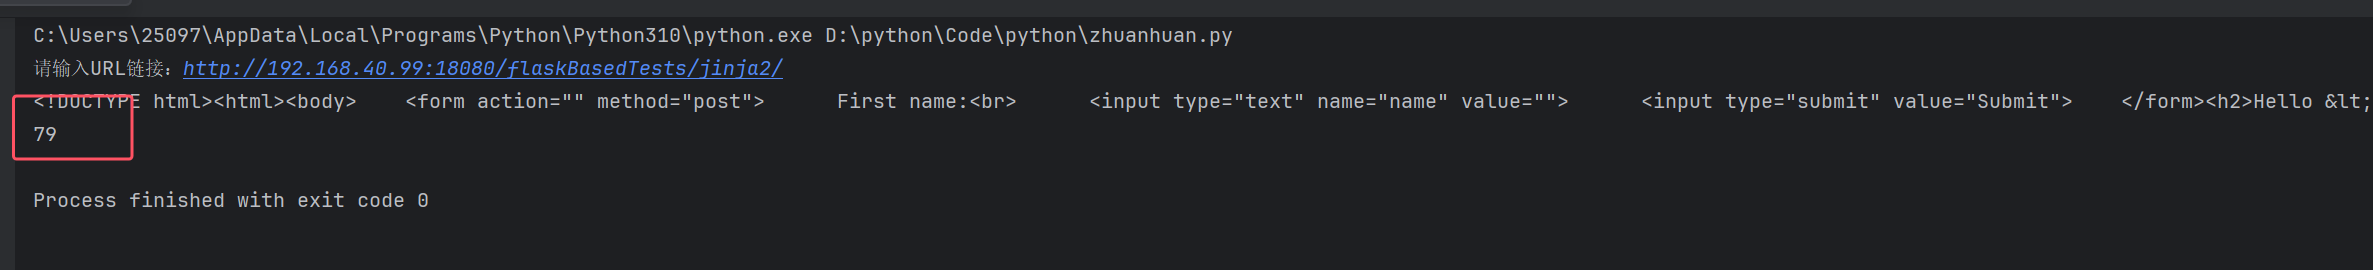 C:\Users\25097\AppData\Local\Programs\Python\Python310\python.exe D:\python\Code\python\zhuanhuan.py
请输入URL链接：http://192.168.40.99:18080/flaskBasedTests/jinja2/
<!DOCTYPE html><html><body>    <form action="" method="post">      First name:<br>      <input type="text" name="name" value="">      <input type="submit" value="Submit">    </form><h2>Hello &lt;
79
Process finished with exit code 0